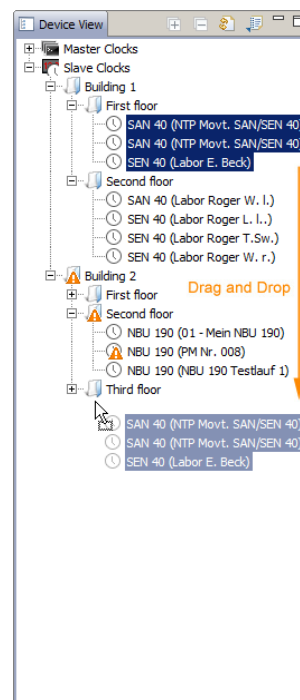 Device View
Master Clocks
Slave Clocks
Building 1
First floor
SAN 40 (NTP Movt. SAN/SEN 40)
SAN 40 (NTP Movt. SAN/SEN 40)
SEN 40 (Labor E. Beck)
Second floor
SAN 40 (Labor Roger W. l.)
SEN 40 (Labor Roger L. l..)
SEN 40 (Labor Roger T.Sw.)
SEN 40 (Labor Roger W. r.)
Building 2
First floor
Drag and Drop
Second floor
NBU 190 (01 - Mein NBU 190)
NBU 190 (PM Nr. 008)
NBU 190 (NBU 190 Testlauf 1)
Third floor
SAN 40 (NTP Movt. SAN/SEN 40)
SAN 40 (NTP Movt. SAN/SEN 40)
SEN 40 (Labor E. Beck)